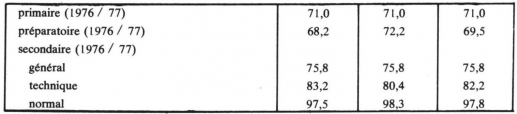 primaire (1976 / 77) 71,0 71,0 71,0
préparatoire (1976 / 77) 68,2 72,2 69,5
secondaire (1976 / 77)
général 75,8 75,8 75,8
technique 83,2 80,4 82,2
normal 97,5 98,3 97,8